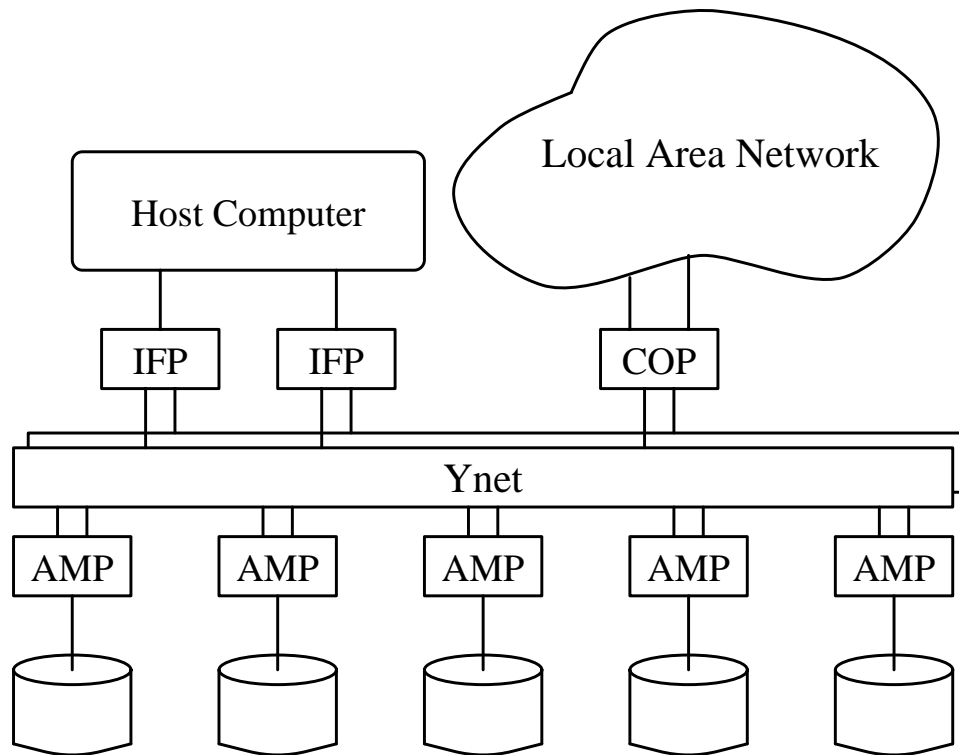 Local Area Network
Host Computer
IFP
IFP
COP
Ynet
AMP
AMP
AMP
AMP
AMP